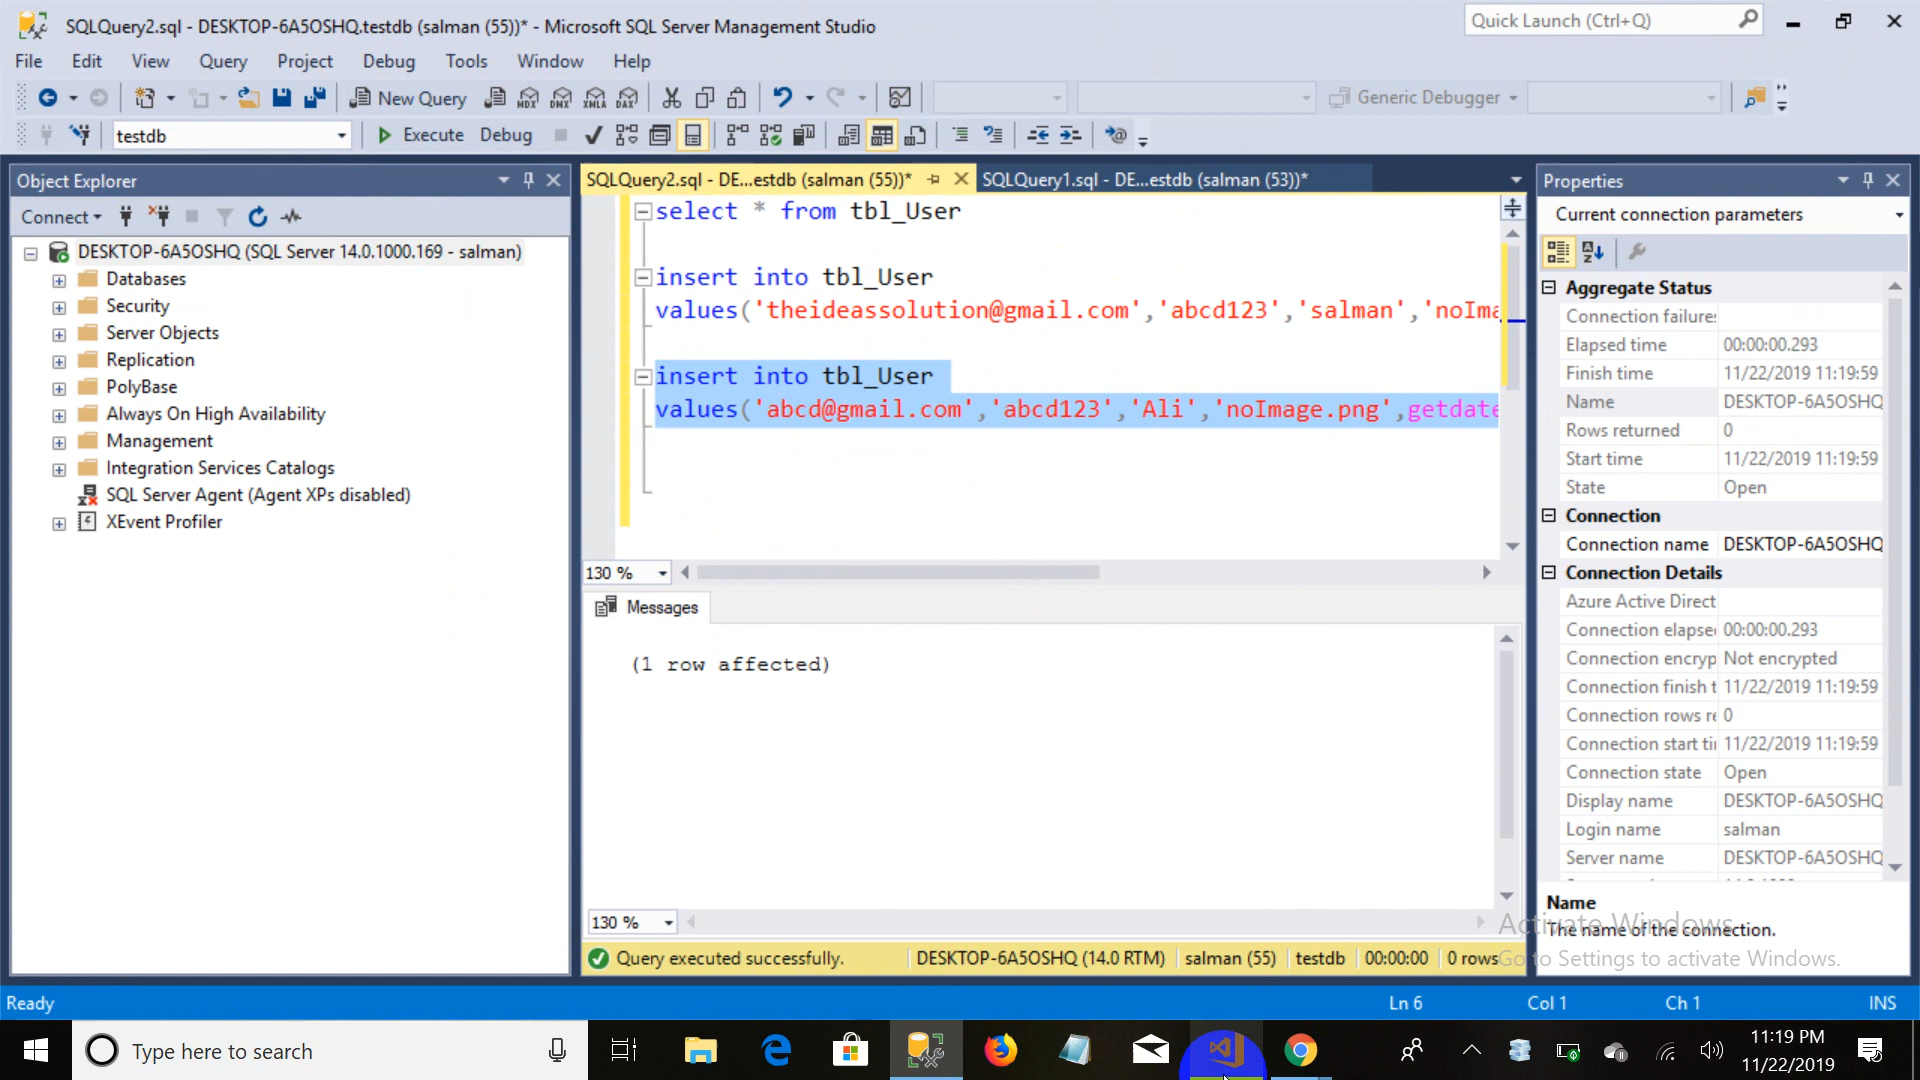 SQLQuery2.sql - DESKTOP-6A5OSHQ.testdb (salman (55))* - Microsoft SQL Server Management Studio
Quick Launch (Ctrl+Q)
File Edit View Query Project Debug Tools Window Help
New Query MDX DMX XMLA DAX Generic Debugger
testdb Execute Debug
Object Explorer
Connect
DESKTOP-6A5OSHQ (SQL Server 14.0.1000.169 - salman)
Databases
Security
Server Objects
Replication
PolyBase
Always On High Availability
Management
Integration Services Catalogs
SQL Server Agent (Agent XPs disabled)
XEvent Profiler
SQLQuery2.sql - DE...estdb (salman (55))* SQLQuery1.sql - DE...estdb (salman (53))*
select * from tbl_User
insert into tbl_User
values('theideassolution@gmail.com','abcd123','salman','noIma
insert into tbl_User
values('abcd@gmail.com','abcd123','Ali','noImage.png',getdate
130 %
Messages
(1 row affected)
130 %
Query executed successfully. DESKTOP-6A5OSHQ (14.0 RTM) salman (55) testdb 00:00:00 0 rows
Properties
Current connection parameters
Aggregate Status
Connection failures
Elapsed time 00:00:00.293
Finish time 11/22/2019 11:19:59
Name DESKTOP-6A5OSHQ
Rows returned 0
Start time 11/22/2019 11:19:59
State Open
Connection
Connection name DESKTOP-6A5OSHQ
Connection Details
Azure Active Direct
Connection elapse 00:00:00.293
Connection encryp Not encrypted
Connection finish t 11/22/2019 11:19:59
Connection rows re 0
Connection start ti 11/22/2019 11:19:59
Connection state Open
Display name DESKTOP-6A5OSHQ
Login name salman
Server name DESKTOP-6A5OSHQ
Name
The name of the connection.
Activate Windows
Go to Settings to activate Windows.
Ready Ln 6 Col 1 Ch 1 INS
Type here to search
11:19 PM
11/22/2019